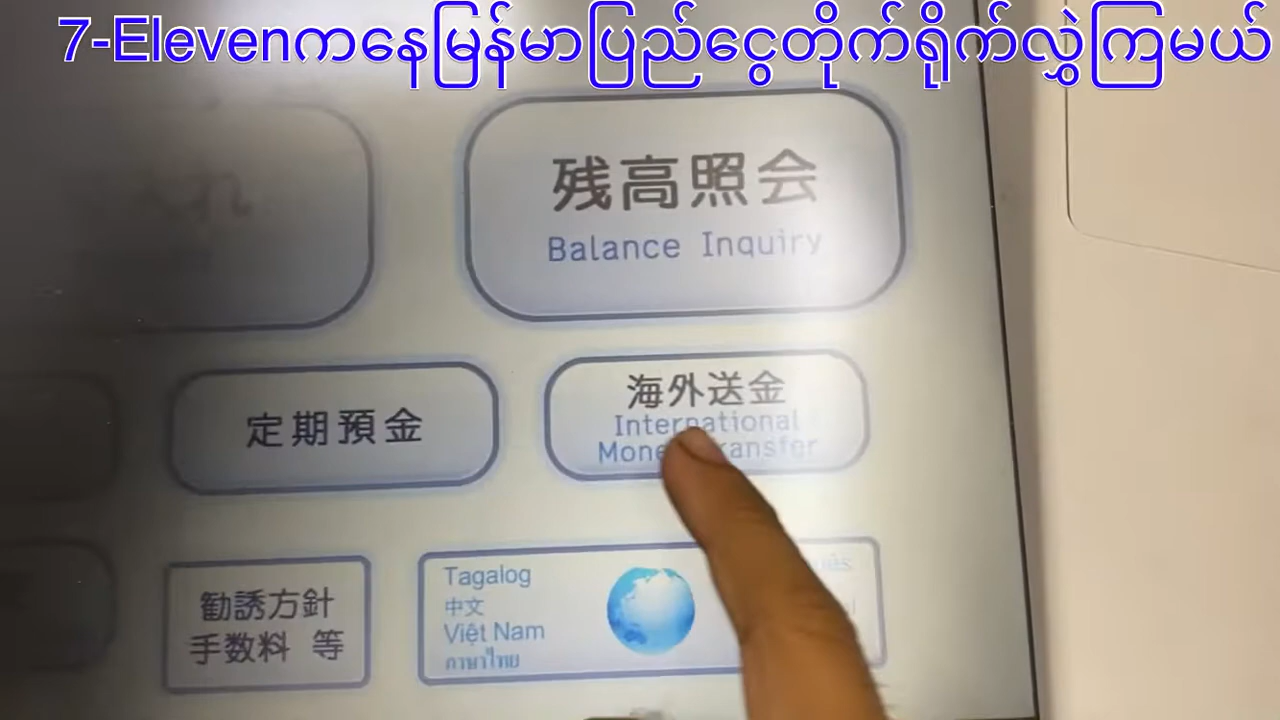 7-Elevenကနေမြန်မာပြည်ငွေတိုက်ရိုက်လွှဲကြမယ်
残高照会
Balance Inquiry
定期預金
海外送金
International
Money Transfer
勧誘方針
手数料 等
Tagalog
中文
Việt Nam
ภาษาไทย